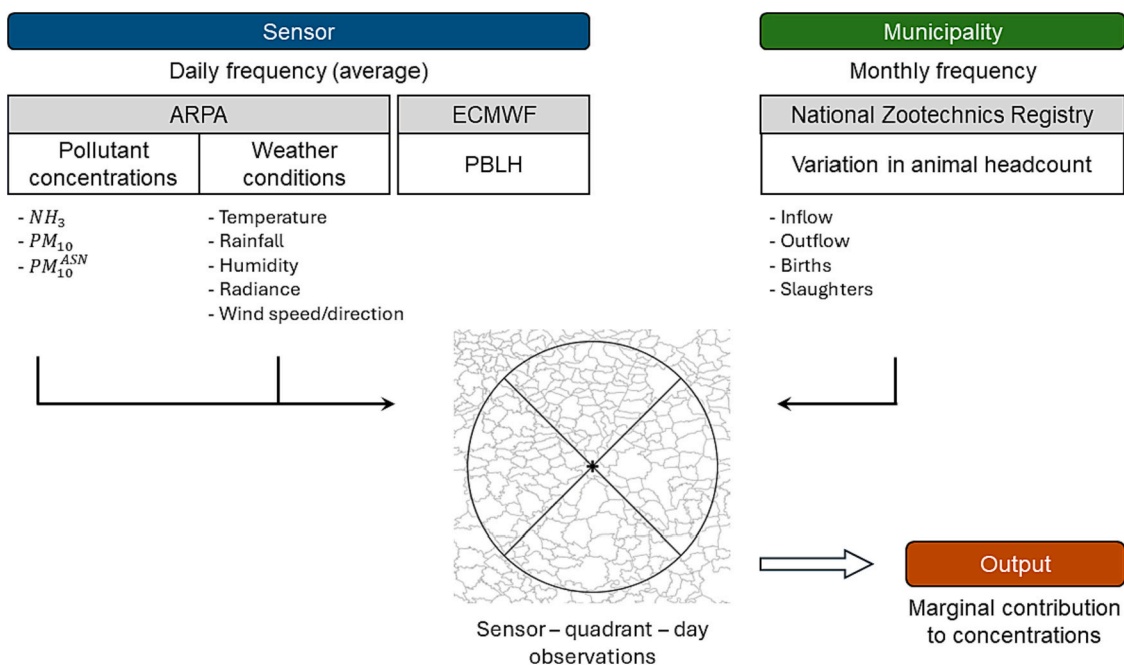 Sensor
Daily frequency (average)
ARPA
ECMWF
Pollutant
concentrations
Weather
conditions
PBLH
- NH₃
- PM₁₀
- PM₁₀ᴬˢᴺ
- Temperature
- Rainfall
- Humidity
- Radiance
- Wind speed/direction
Municipality
Monthly frequency
National Zootechnics Registry
Variation in animal headcount
- Inflow
- Outflow
- Births
- Slaughters
Sensor – quadrant – day
observations
Output
Marginal contribution
to concentrations